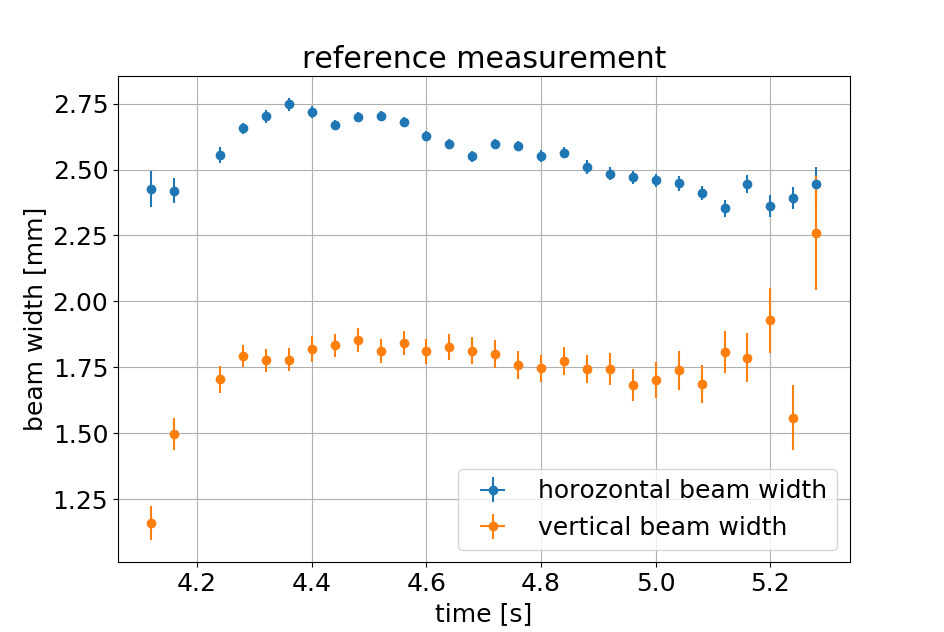 reference measurement
2.75
2.50
2.25
2.00
1.75
1.50
1.25
beam width [mm]
horozontal beam width
vertical beam width
4.2 4.4 4.6 4.8 5.0 5.2
time [s]